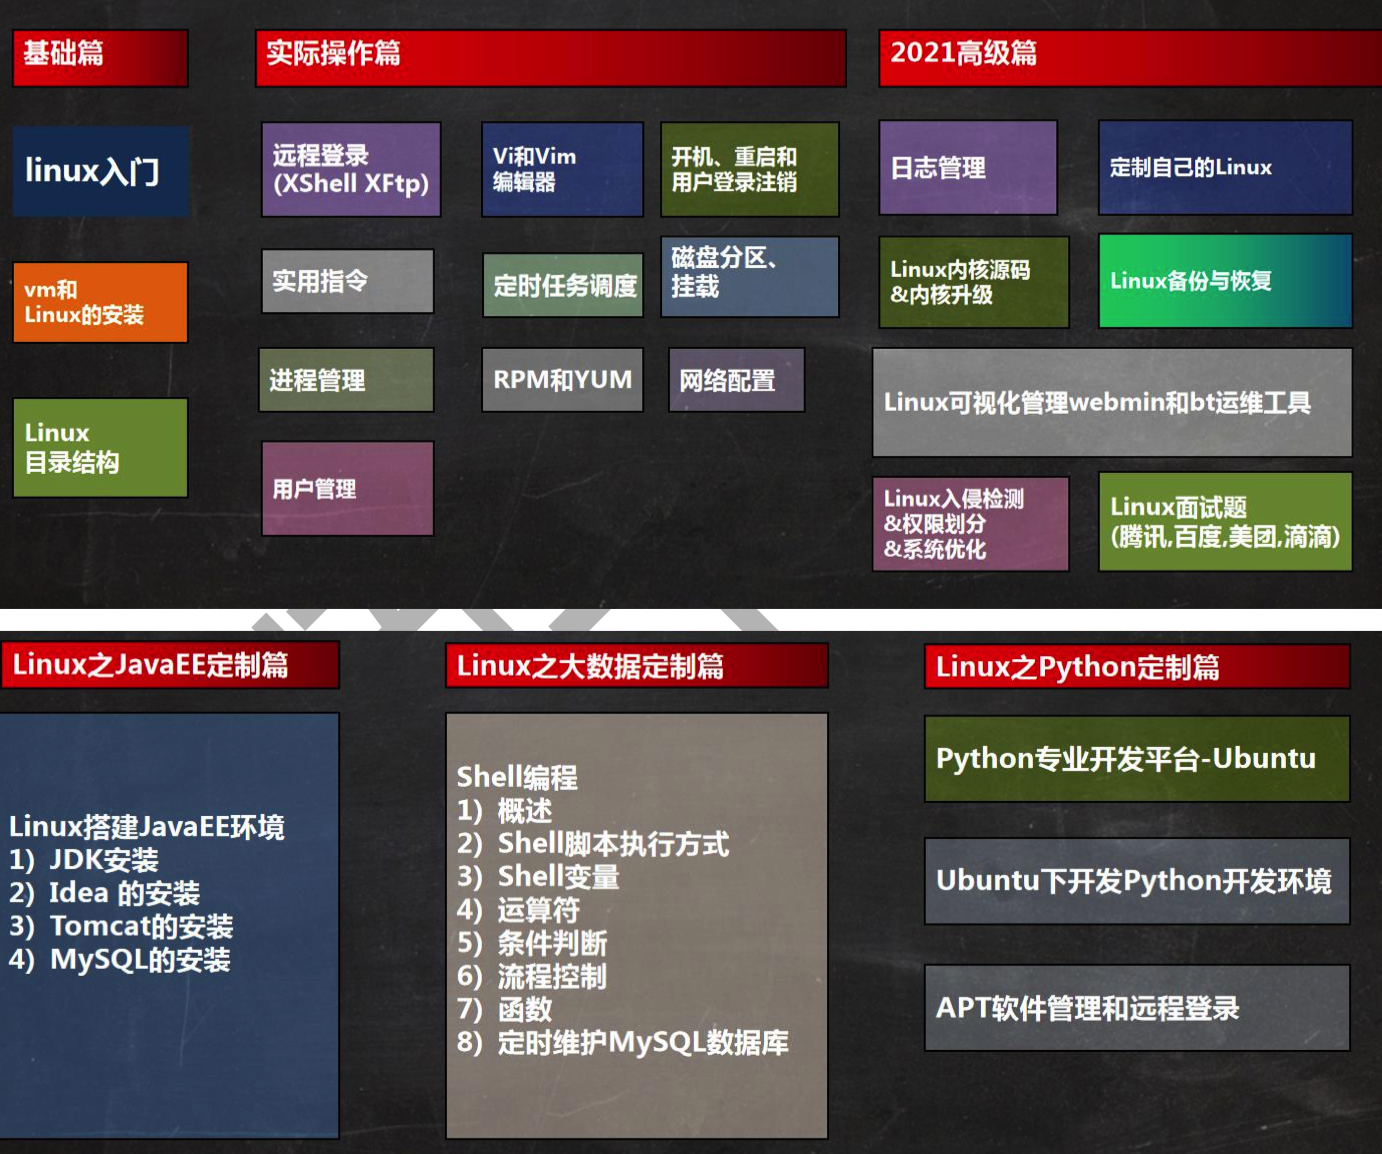 基础篇
实际操作篇
2021高级篇
linux入门
vm和
Linux的安装
Linux
目录结构
远程登录
(XShell XFtp)
Vi和Vim
编辑器
开机、重启和
用户登录注销
实用指令
定时任务调度
磁盘分区、
挂载
进程管理
RPM和YUM
网络配置
用户管理
日志管理
定制自己的Linux
Linux内核源码
&内核升级
Linux备份与恢复
Linux可视化管理webmin和bt运维工具
Linux入侵检测
&权限划分
&系统优化
Linux面试题
(腾讯,百度,美团,滴滴)
Linux之JavaEE定制篇
Linux搭建JavaEE环境
1) JDK安装
2) Idea 的安装
3) Tomcat的安装
4) MySQL的安装
Linux之大数据定制篇
Shell编程
1) 概述
2) Shell脚本执行方式
3) Shell变量
4) 运算符
5) 条件判断
6) 流程控制
7) 函数
8) 定时维护MySQL数据库
Linux之Python定制篇
Python专业开发平台-Ubuntu
Ubuntu下开发Python开发环境
APT软件管理和远程登录